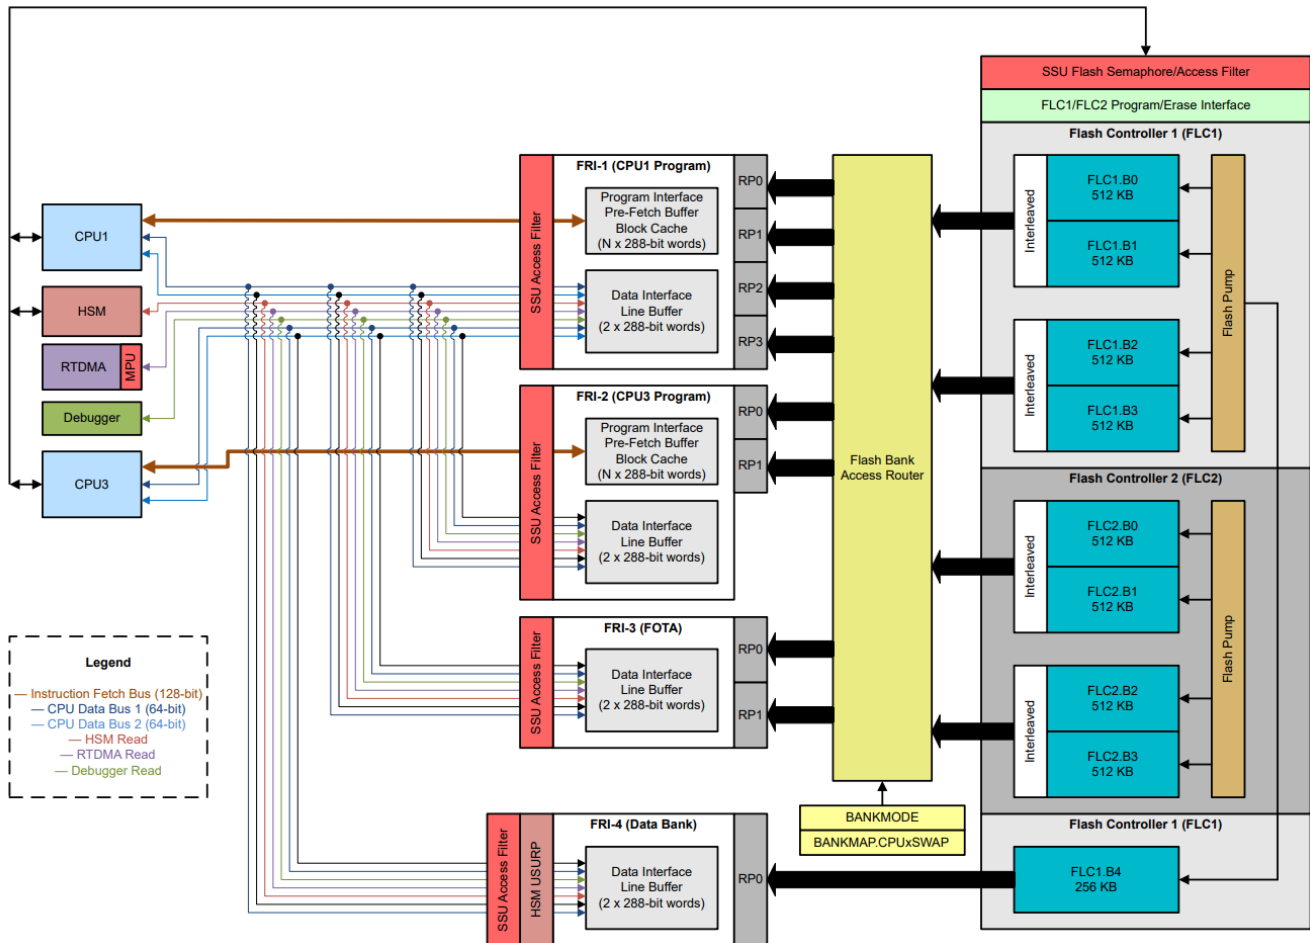 SSU Flash Semaphore/Access Filter
FLC1/FLC2 Program/Erase Interface
Flash Controller 1 (FLC1)
Interleaved
FLC1.B0
512 KB
FLC1.B1
512 KB
Interleaved
FLC1.B2
512 KB
FLC1.B3
512 KB
Flash Pump
Flash Controller 2 (FLC2)
Interleaved
FLC2.B0
512 KB
FLC2.B1
512 KB
Interleaved
FLC2.B2
512 KB
FLC2.B3
512 KB
Flash Pump
Flash Controller 1 (FLC1)
FLC1.B4
256 KB
CPU1
HSM
RTDMA
MPU
Debugger
CPU3
SSU Access Filter
FRI-1 (CPU1 Program)
Program Interface
Pre-Fetch Buffer
Block Cache
(N x 288-bit words)
Data Interface
Line Buffer
(2 x 288-bit words)
RP0
RP1
RP2
RP3
SSU Access Filter
FRI-2 (CPU3 Program)
Program Interface
Pre-Fetch Buffer
Block Cache
(N x 288-bit words)
Data Interface
Line Buffer
(2 x 288-bit words)
RP0
RP1
SSU Access Filter
FRI-3 (FOTA)
Data Interface
Line Buffer
(2 x 288-bit words)
RP0
RP1
SSU Access Filter
HSM USURP
FRI-4 (Data Bank)
Data Interface
Line Buffer
(2 x 288-bit words)
RP0
Flash Bank
Access Router
BANKMODE
BANKMAP.CPUxSWAP
Legend
— Instruction Fetch Bus (128-bit)
— CPU Data Bus 1 (64-bit)
— CPU Data Bus 2 (64-bit)
— HSM Read
— RTDMA Read
— Debugger Read